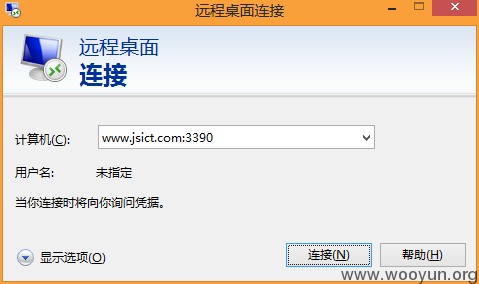 远程桌面连接
远程桌面
连接
计算机(C): www.jsict.com:3390
用户名: 未指定
当你连接时将向你询问凭据。
显示选项(O) 连接(N) 帮助(H)
www.wooyun.org